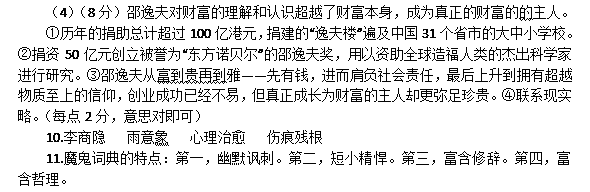 （4）（8 分）邵逸夫对财富的理解和认识超越了财富本身，成为真正的财富的的主人。
①历年的捐助总计超过 100 亿港元，捐建的“逸夫楼”遍及中国 31 个省市的大中小学校。
②捐资 50 亿元创立被誉为“东方诺贝尔”的邵逸夫奖，用以资助全球造福人类的杰出科学家
进行研究。③邵逸夫从富到贵再到雅——先有钱，进而肩负社会责任，最后上升到拥有超越
物质至上的信仰，创业成功已经不易，但真正成长为财富的主人却更弥足珍贵。④联系现实
略。（每点 2 分，意思对即可）
10.李商隐 雨意象 心理治愈 伤痕残根
11.魔鬼词典的特点：第一，幽默讽刺。第二，短小精悍。第三，富含修辞。第四，富
含哲理。